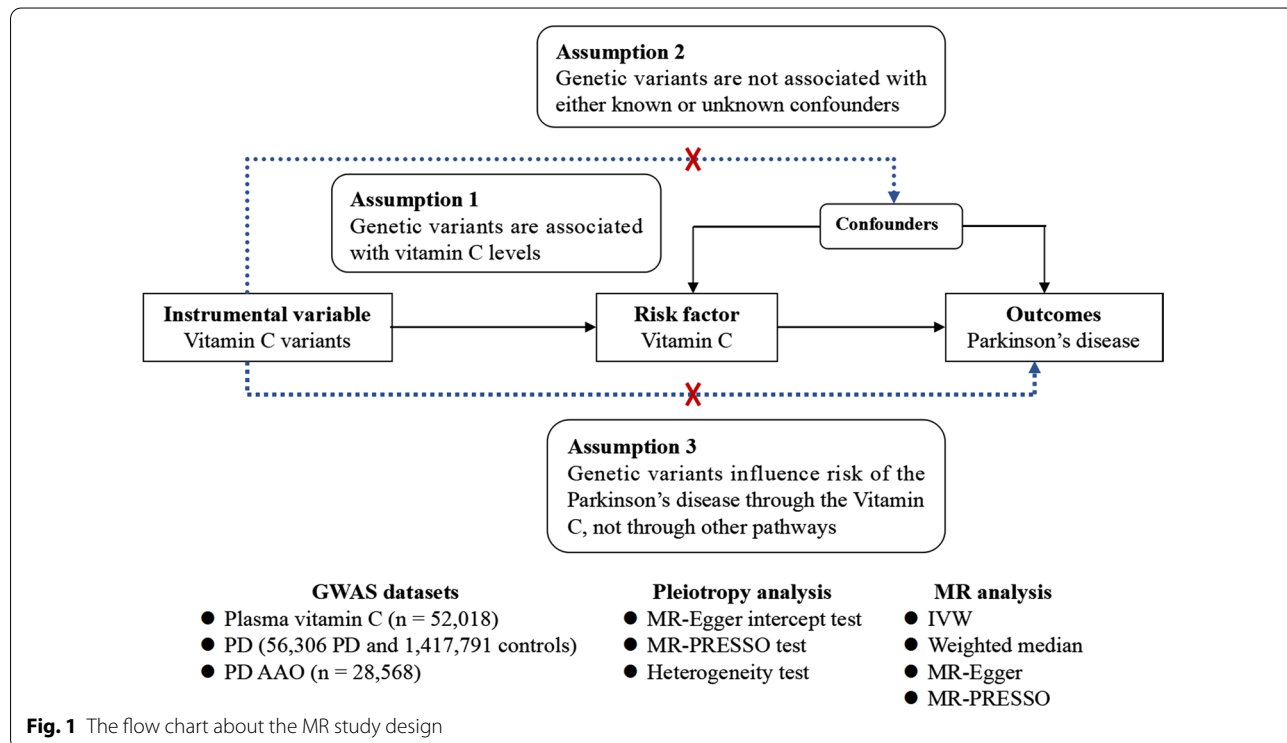 Assumption 2
Genetic variants are not associated with
either known or unknown confounders
Assumption 1
Genetic variants are associated
with vitamin C levels
Confounders
Instrumental variable
Vitamin C variants
Risk factor
Vitamin C
Outcomes
Parkinson's disease
Assumption 3
Genetic variants influence risk of the
Parkinson's disease through the Vitamin
C, not through other pathways
GWAS datasets
● Plasma vitamin C (n = 52,018)
● PD (56,306 PD and 1,417,791 controls)
● PD AAO (n = 28,568)
Pleiotropy analysis
● MR-Egger intercept test
● MR-PRESSO test
● Heterogeneity test
MR analysis
● IVW
● Weighted median
● MR-Egger
● MR-PRESSO
Fig. 1 The flow chart about the MR study design